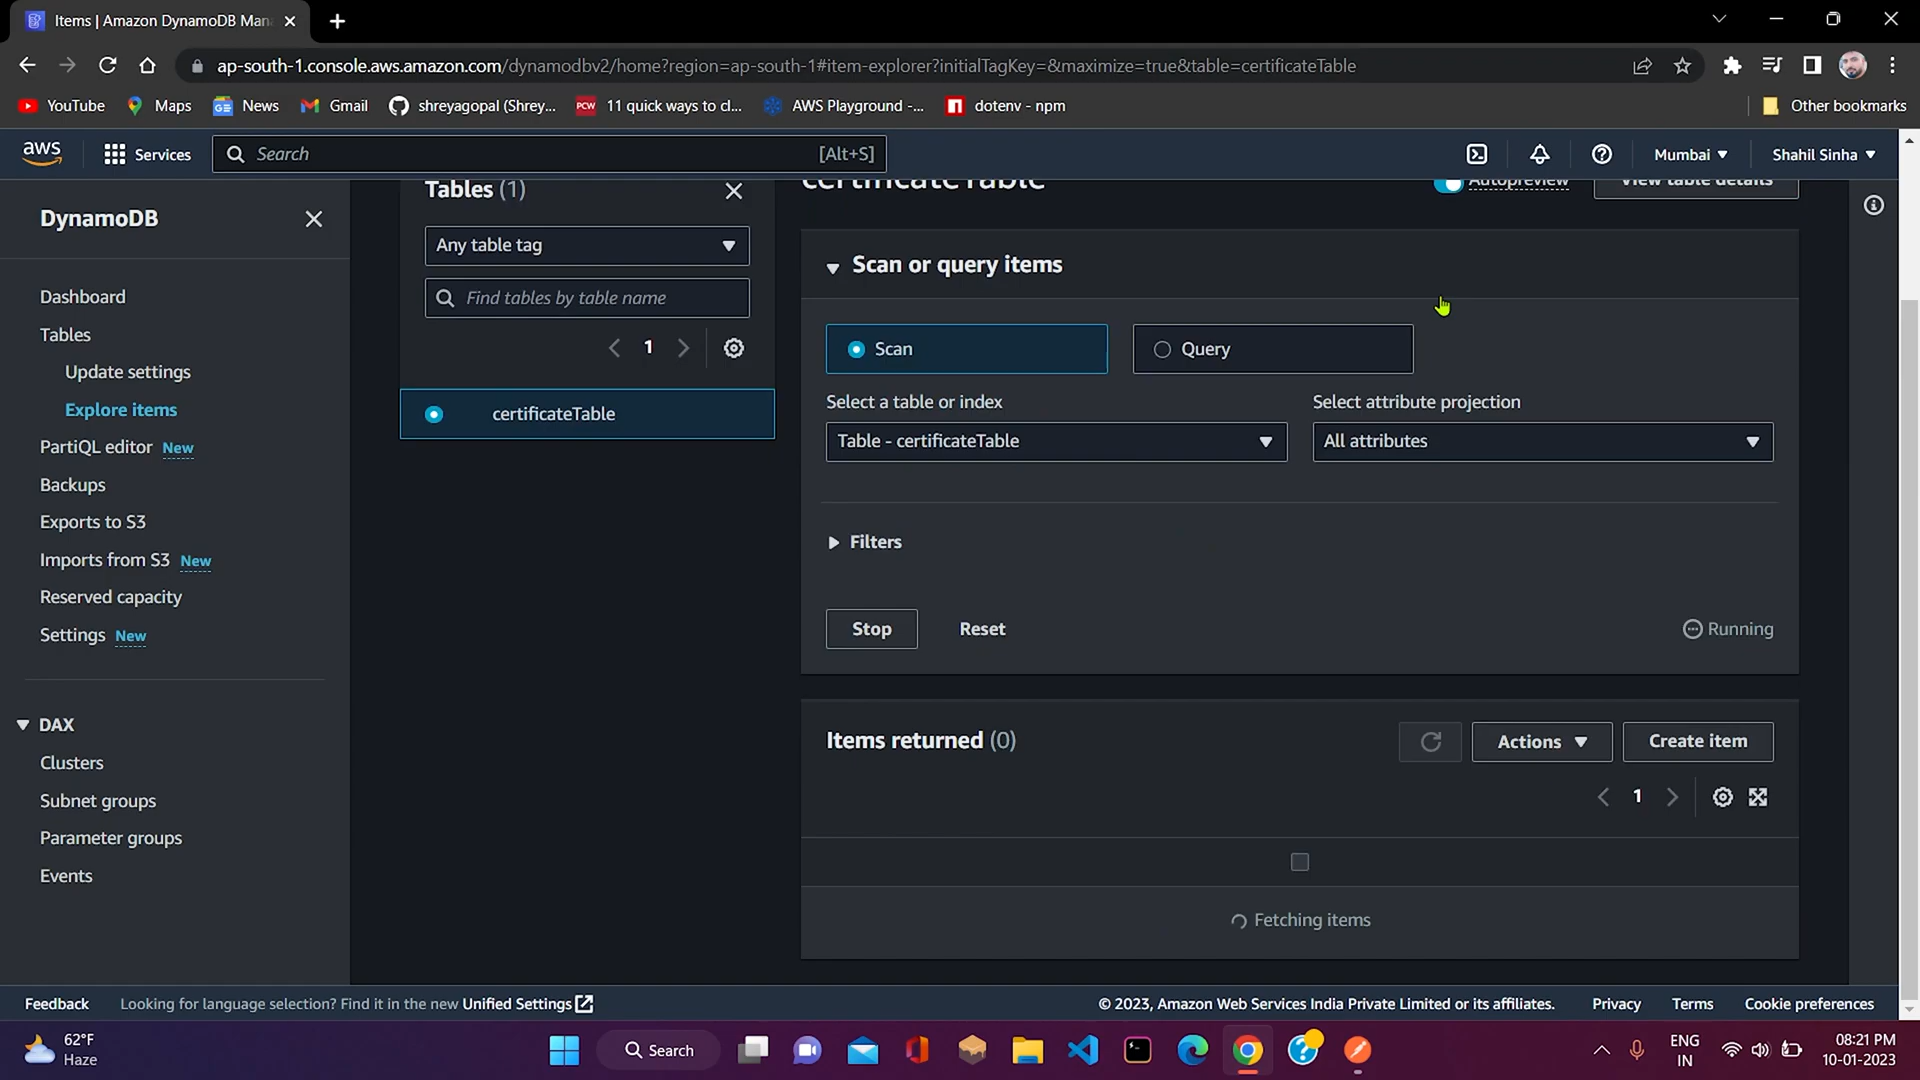 Items | Amazon DynamoDB Man
ap-south-1.console.aws.amazon.com/dynamodbv2/home?region=ap-south-1#item-explorer?initialTagKey=&maximize=true&table=certificateTable
YouTube
Maps
News
Gmail
shreyagopal (Shrey...
PCW
11 quick ways to cl...
AWS Playground -...
dotenv - npm
Other bookmarks
aws
Services
Search
[Alt+S]
Mumbai
Shahil Sinha
DynamoDB
Dashboard
Tables
Update settings
Explore items
PartiQL editor New
Backups
Exports to S3
Imports from S3 New
Reserved capacity
Settings New
DAX
Clusters
Subnet groups
Parameter groups
Events
Tables (1)
Any table tag
Find tables by table name
1
certificateTable
certificateTable
Autopreview
View table details
Scan or query items
Scan
Query
Select a table or index
Table - certificateTable
Select attribute projection
All attributes
Filters
Stop
Reset
Running
Items returned (0)
Actions
Create item
1
Fetching items
Feedback
Looking for language selection? Find it in the new Unified Settings
© 2023, Amazon Web Services India Private Limited or its affiliates.
Privacy
Terms
Cookie preferences
62°F
Haze
Search
ENG
IN
08:21 PM
10-01-2023